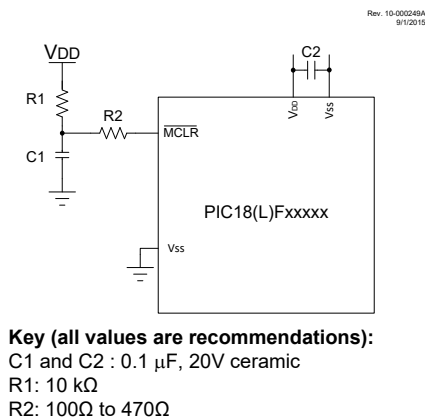 Rev. 10-000249A
9/1/2015
VDD
C2
R1
R2
VDD
Vss
MCLR
C1
PIC18(L)Fxxxxx
Vss
Key (all values are recommendations):
C1 and C2 : 0.1 μF, 20V ceramic
R1: 10 kΩ
R2: 100Ω to 470Ω